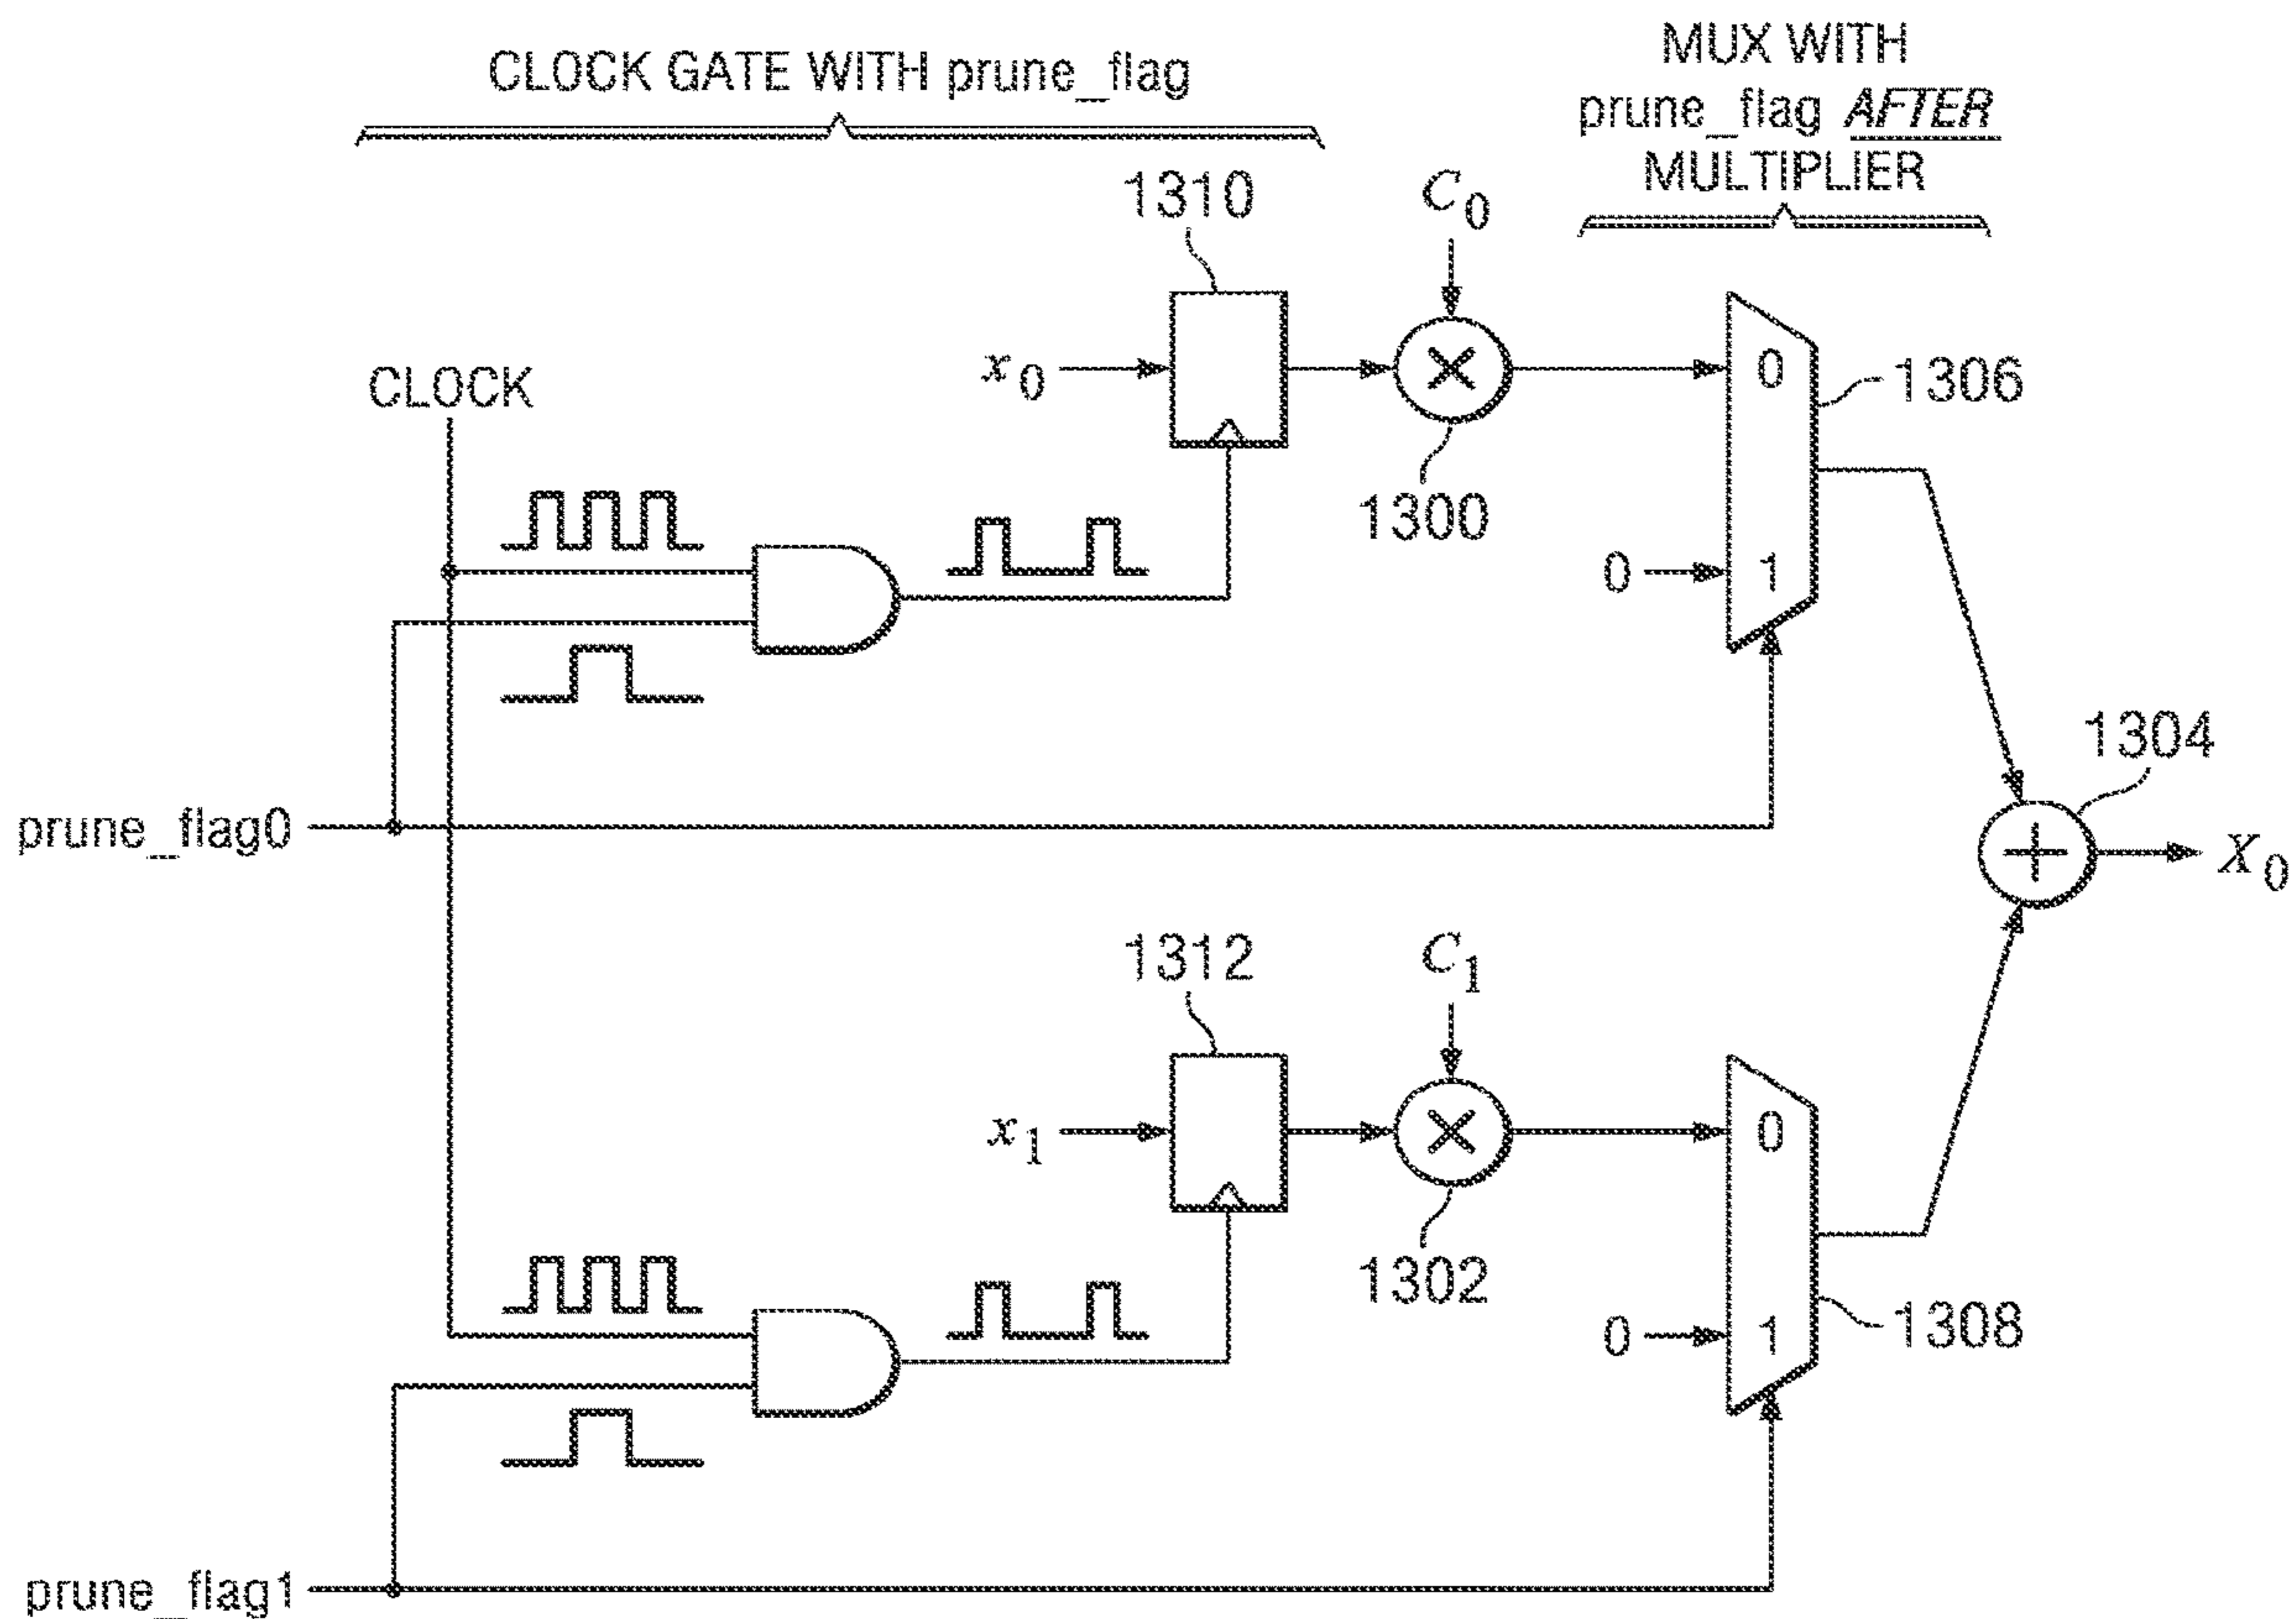 CLOCK GATE WITH prune_flag
MUX WITH
prune_flag AFTER
MULTIPLIER
1310
C0
x0
0
1306
CLOCK
1300
0
1
1304
prune_flag0
X0
1312
C1
x1
0
1302
0
1
1308
prune_flag1